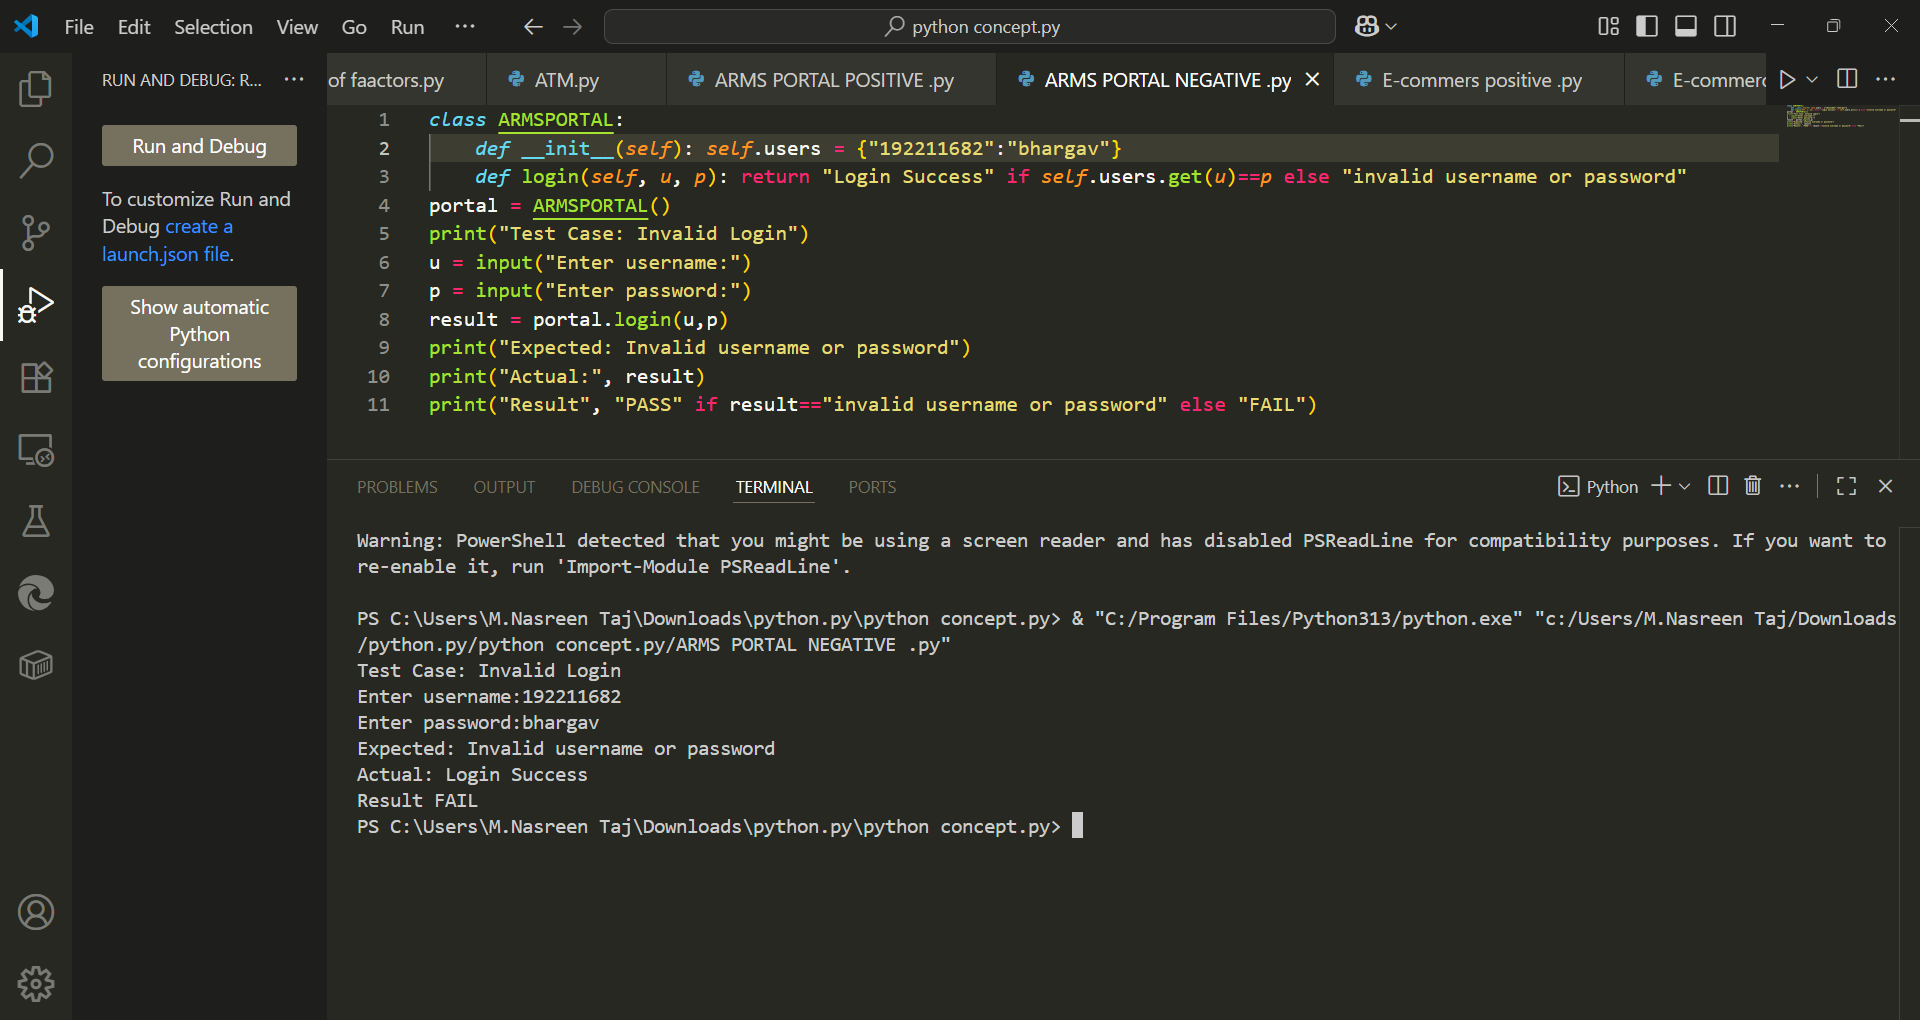 File Edit Selection View Go Run ···
python concept.py
RUN AND DEBUG: R... ···
of faactors.py ATM.py ARMS PORTAL POSITIVE .py ARMS PORTAL NEGATIVE .py E-commers positive .py E-commer
Run and Debug
To customize Run and
Debug create a
launch.json file.
Show automatic
Python
configurations
1 class ARMSPORTAL:
2     def __init__(self): self.users = {"192211682":"bhargav"}
3     def login(self, u, p): return "Login Success" if self.users.get(u)==p else "invalid username or password"
4 portal = ARMSPORTAL()
5 print("Test Case: Invalid Login")
6 u = input("Enter username:")
7 p = input("Enter password:")
8 result = portal.login(u,p)
9 print("Expected: Invalid username or password")
10 print("Actual:", result)
11 print("Result", "PASS" if result=="invalid username or password" else "FAIL")
PROBLEMS OUTPUT DEBUG CONSOLE TERMINAL PORTS
Python
Warning: PowerShell detected that you might be using a screen reader and has disabled PSReadLine for compatibility purposes. If you want to
re-enable it, run 'Import-Module PSReadLine'.
PS C:\Users\M.Nasreen Taj\Downloads\python.py\python concept.py> & "C:/Program Files/Python313/python.exe" "c:/Users/M.Nasreen Taj/Downloads
/python.py/python concept.py/ARMS PORTAL NEGATIVE .py"
Test Case: Invalid Login
Enter username:192211682
Enter password:bhargav
Expected: Invalid username or password
Actual: Login Success
Result FAIL
PS C:\Users\M.Nasreen Taj\Downloads\python.py\python concept.py>